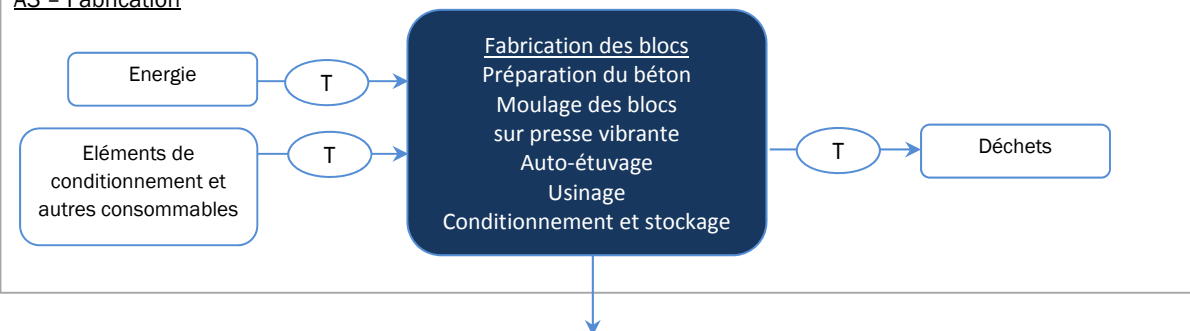 A3 – Fabrication
Energie
T
Eléments de
conditionnement et
autres consommables
T
Fabrication des blocs
Préparation du béton
Moulage des blocs
sur presse vibrante
Auto-étuvage
Usinage
Conditionnement et stockage
T
Déchets